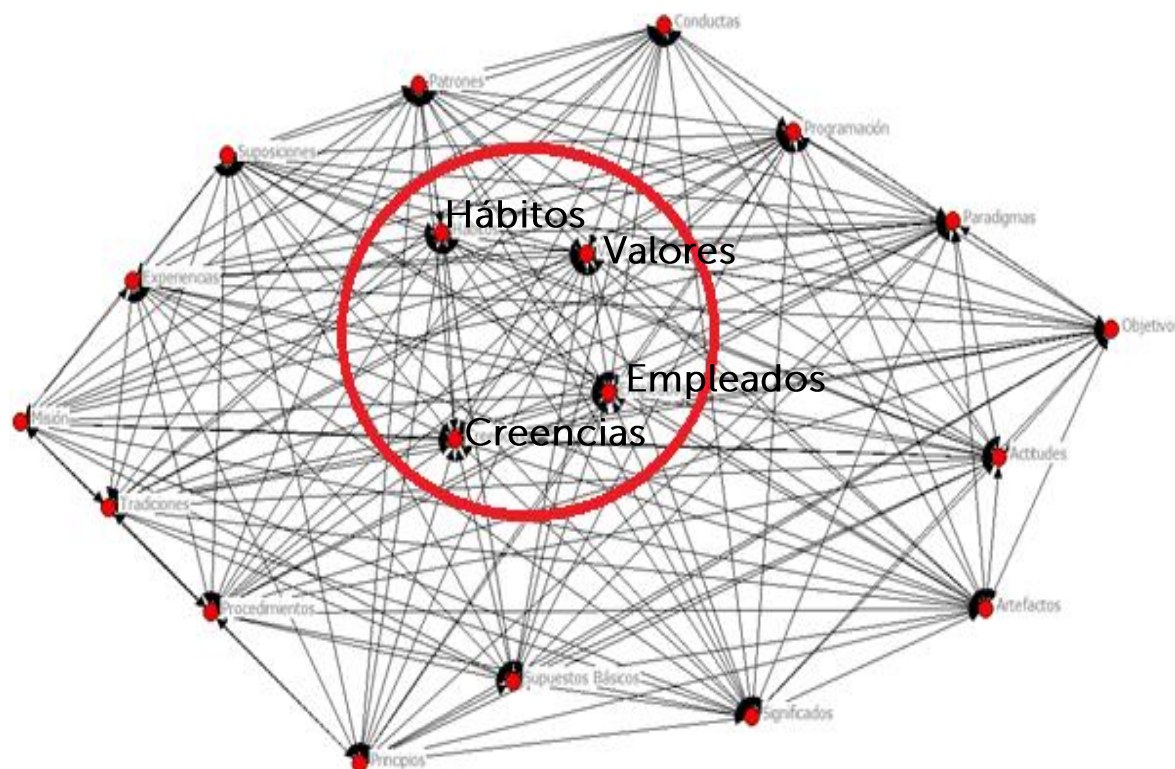 Conductas
Patrones
Programación
Suposiciones
Hábitos
Paradigmas
Valores
Experiencias
Objetivo
Empleados
Misión
Creencias
Actitudes
Tradiciones
Procedimientos
Artefactos
Supuestos Básicos
Significados
Principios